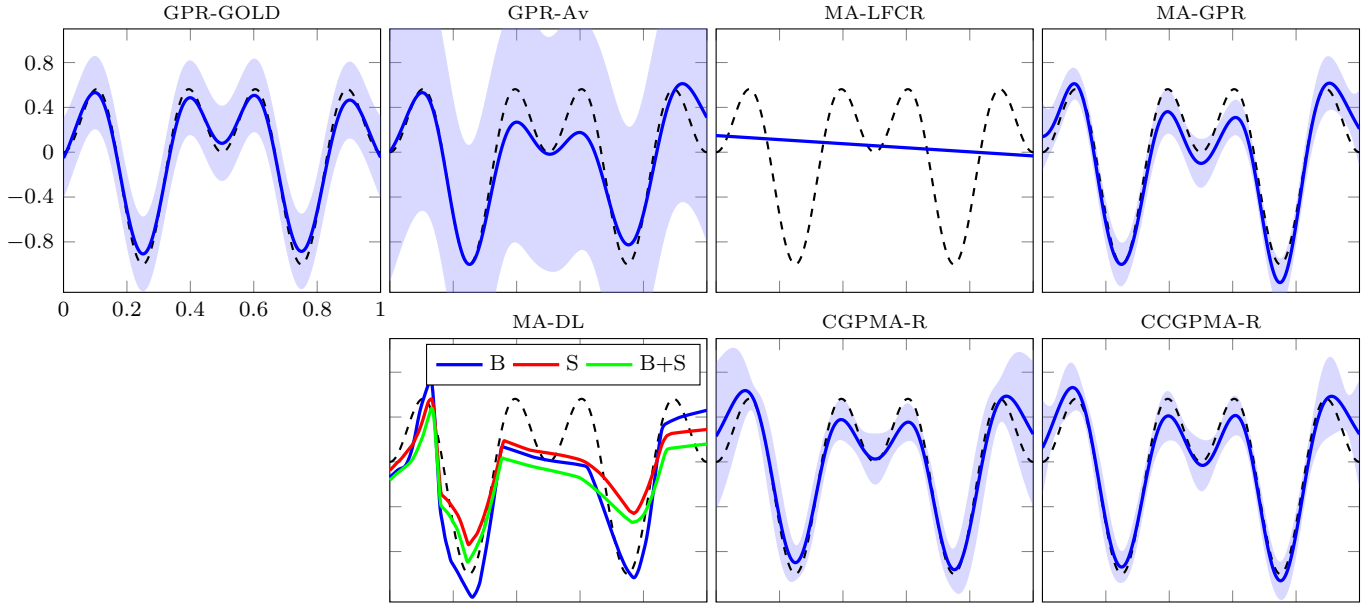 GPR-GOLD
GPR-Av
MA-LFCR
MA-GPR
0.8
0.4
0
−0.4
−0.8
0 0.2 0.4 0.6 0.8 1
MA-DL
CGPMA-R
CCGPMA-R
B S B+S